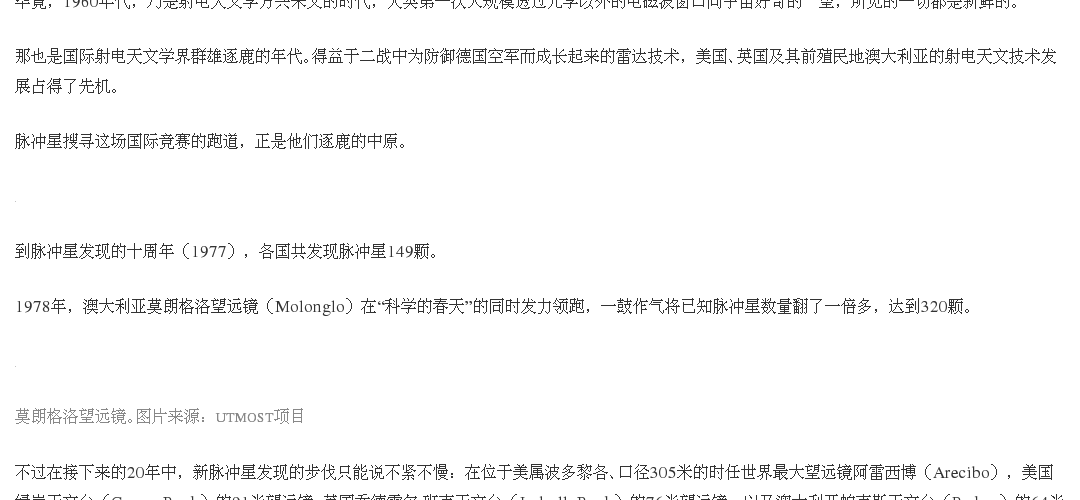 毕竟，1960年代，乃是射电天文学方兴未艾的时代，人类第一次大规模透过光学以外的电磁波窗口向宇宙好奇的一望，所见的一切都是新鲜的。
那也是国际射电天文学界群雄逐鹿的年代。得益于二战中为防御德国空军而成长起来的雷达技术，美国、英国及其前殖民地澳大利亚的射电天文技术发
展占得了先机。
脉冲星搜寻这场国际竞赛的跑道，正是他们逐鹿的中原。
到脉冲星发现的十周年（1977），各国共发现脉冲星149颗。
1978年，澳大利亚莫朗格洛望远镜（Molonglo）在“科学的春天”的同时发力领跑，一鼓作气将已知脉冲星数量翻了一倍多，达到320颗。
莫朗格洛望远镜。图片来源：UTMOST项目
不过在接下来的20年中，新脉冲星发现的步伐只能说不紧不慢：在位于美属波多黎各、口径305米的时任世界最大望远镜阿雷西博（Arecibo），美国